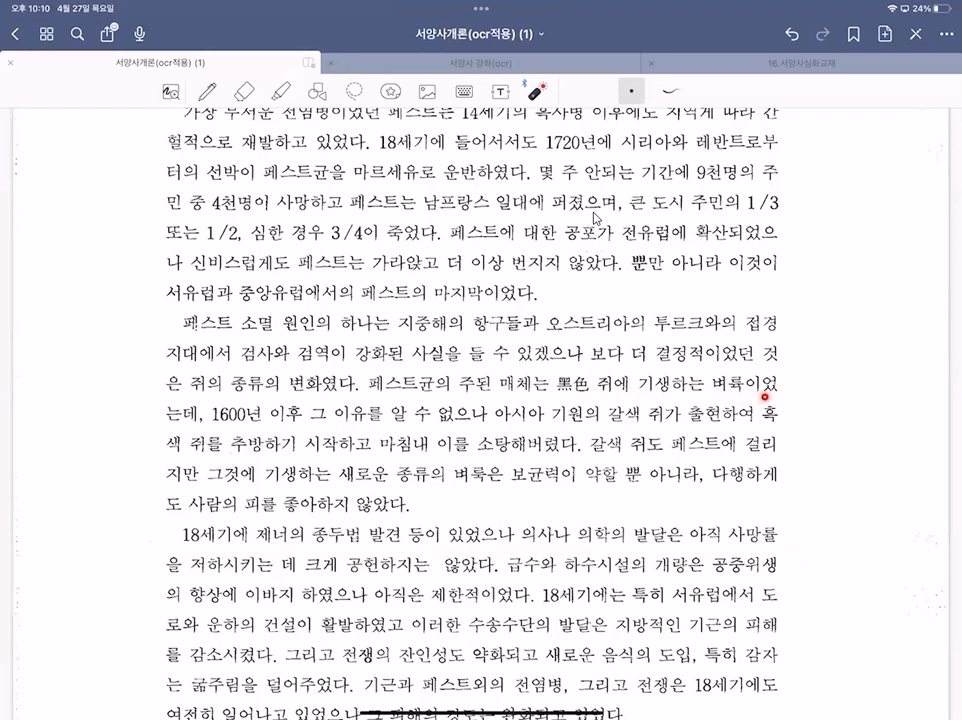 오후 10:10 4월 27일 목요일
24%
서양사개론(ocr적용) (1)
서양사개론(ocr적용) (1)
서양사 강화(ocr)
16.서양사심화교재
가장 무서운 전염병이었던 페스트는 14세기의 흑사병 이후에도 지역에 따라 간
헐적으로 재발하고 있었다. 18세기에 들어서서도 1720년에 시리아와 레반트로부
터의 선박이 페스트균을 마르세유로 운반하였다. 몇 주 안되는 기간에 9천명의 주
민 중 4천명이 사망하고 페스트는 남프랑스 일대에 퍼졌으며, 큰 도시 주민의 1/3
또는 1/2, 심한 경우 3/4이 죽었다. 페스트에 대한 공포가 전유럽에 확산되었으
나 신비스럽게도 페스트는 가라앉고 더 이상 번지지 않았다. 뿐만 아니라 이것이
서유럽과 중앙유럽에서의 페스트의 마지막이었다.
페스트 소멸 원인의 하나는 지중해의 항구들과 오스트리아의 투르크와의 접경
지대에서 검사와 검역이 강화된 사실을 들 수 있겠으나 보다 더 결정적이었던 것
은 쥐의 종류의 변화였다. 페스트균의 주된 매체는 黑色 쥐에 기생하는 벼륙이었
는데, 1600년 이후 그 이유를 알 수 없으나 아시아 기원의 갈색 쥐가 출현하여 흑
색 쥐를 추방하기 시작하고 마침내 이를 소탕해버렸다. 갈색 쥐도 페스트에 걸리
지만 그것에 기생하는 새로운 종류의 벼룩은 보균력이 약할 뿐 아니라, 다행하게
도 사람의 피를 좋아하지 않았다.
18세기에 제너의 종두법 발견 등이 있었으나 의사나 의학의 발달은 아직 사망률
을 저하시키는 데 크게 공헌하지는 않았다. 급수와 하수시설의 개량은 공중위생
의 향상에 이바지 하였으나 아직은 제한적이었다. 18세기에는 특히 서유럽에서 도
로와 운하의 건설이 활발하였고 이러한 수송수단의 발달은 지방적인 기근의 피해
를 감소시켰다. 그리고 전쟁의 잔인성도 약화되고 새로운 음식의 도입, 특히 감자
는 굶주림을 덜어주었다. 기근과 페스트외의 전염병, 그리고 전쟁은 18세기에도
여전히 일어나고 있었으나 그 피해의 정도는 완화되고 있었다